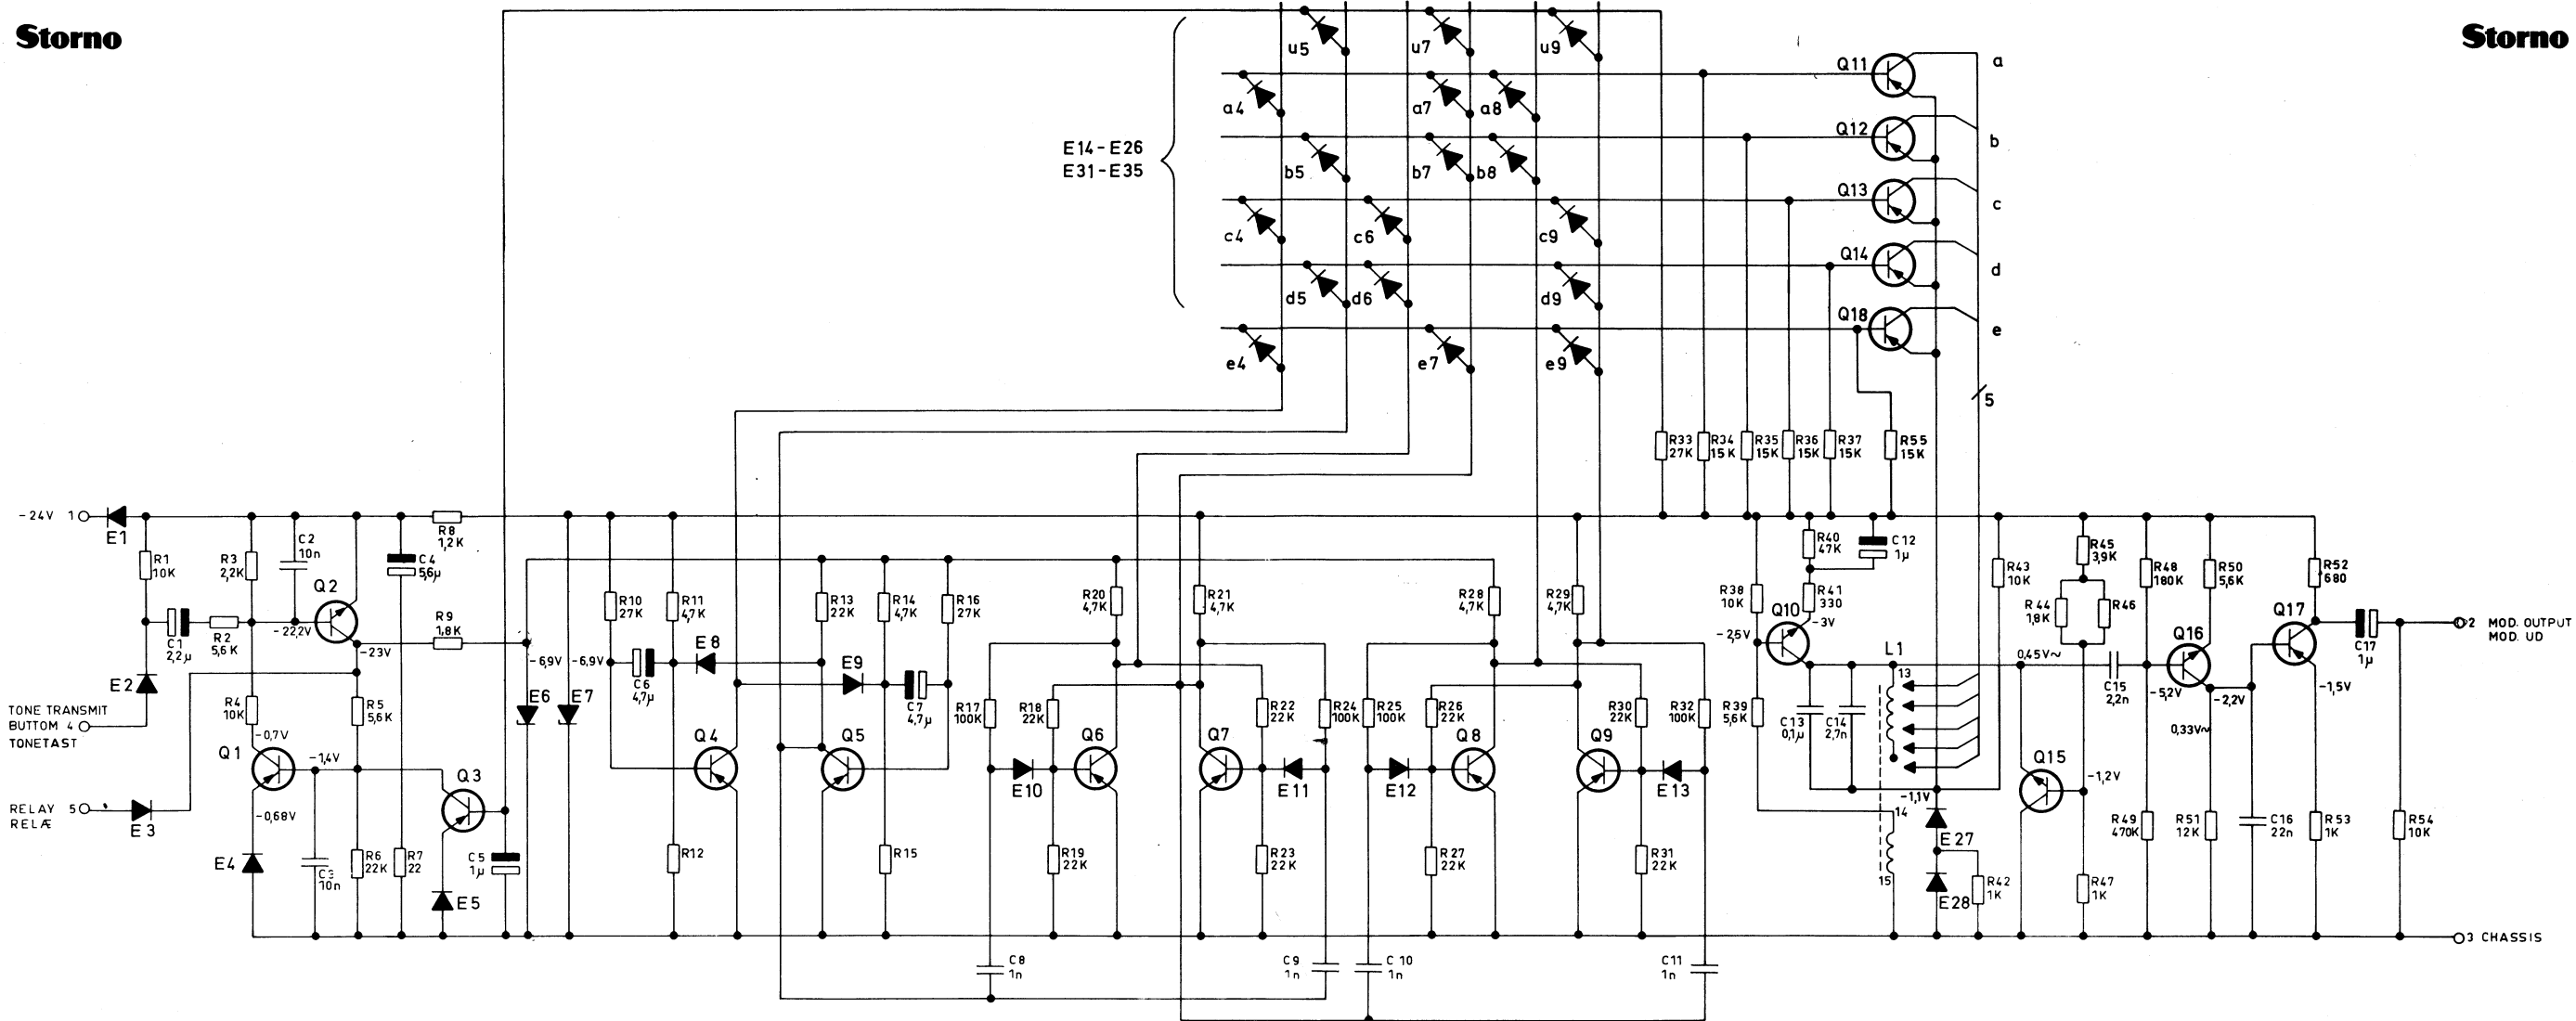 Storno
Storno
u5
u7
u9
Q11
a
a4
a7
a8
E14-E26
E31-E35
Q12
b
b5
b7
b8
Q13
c
c4
c6
c9
Q14
d
d5
d6
d9
Q18
e
e4
e7
e9
5
R33
27K
R34
15K
R35
15K
R36
15K
R37
15K
R55
15K
-24V 1
E1
R1
10K
R3
2,2K
C2
10n
Q2
C4
5,6µ
R8
1,2K
C1
2,2µ
R2
5,6K
-22,2V
-23V
R9
1,8K
-6,9V
-6,9V
E6
E7
R10
27K
R11
4,7K
E8
C6
4,7µ
R13
22K
R14
4,7K
R16
27K
E9
C7
4,7µ
R20
4,7K
R21
4,7K
R28
4,7K
R29
4,7K
R17
100K
R18
22K
R22
22K
R24
100K
R25
100K
R26
22K
R30
22K
R32
100K
R38
10K
R40
47K
C12
1µ
R41
330
Q10
-3V
-2,5V
R39
5,6K
C13
0,1µ
C14
2,7n
L1
13
14
15
R43
10K
R45
3,9K
R44
1,8K
R46
0,45V~
C15
2,2n
R48
180K
R50
5,6K
Q16
-5,2V
-2,2V
0,33V~
Q17
R52
680
C17
1µ
2 MOD. OUTPUT
MOD. UD
-1,5V
E2
TONE TRANSMIT
BUTTOM 4
TONETAST
R4
10K
R5
5,6K
Q1
-0,7V
-1,4V
Q3
RELAY 5
RELÆ
E3
-0,68V
E4
C3
10n
R6
22K
R7
22
C5
1µ
E5
Q4
Q5
Q6
Q7
Q8
Q9
E10
E11
E12
E13
R12
R15
R19
22K
R23
22K
R27
22K
R31
22K
-1,1V
E27
E28
R42
1K
Q15
-1,2V
R47
1K
R49
470K
R51
12K
C16
22n
R53
1K
R54
10K
3 CHASSIS
C8
1n
C9
1n
C10
1n
C11
1n